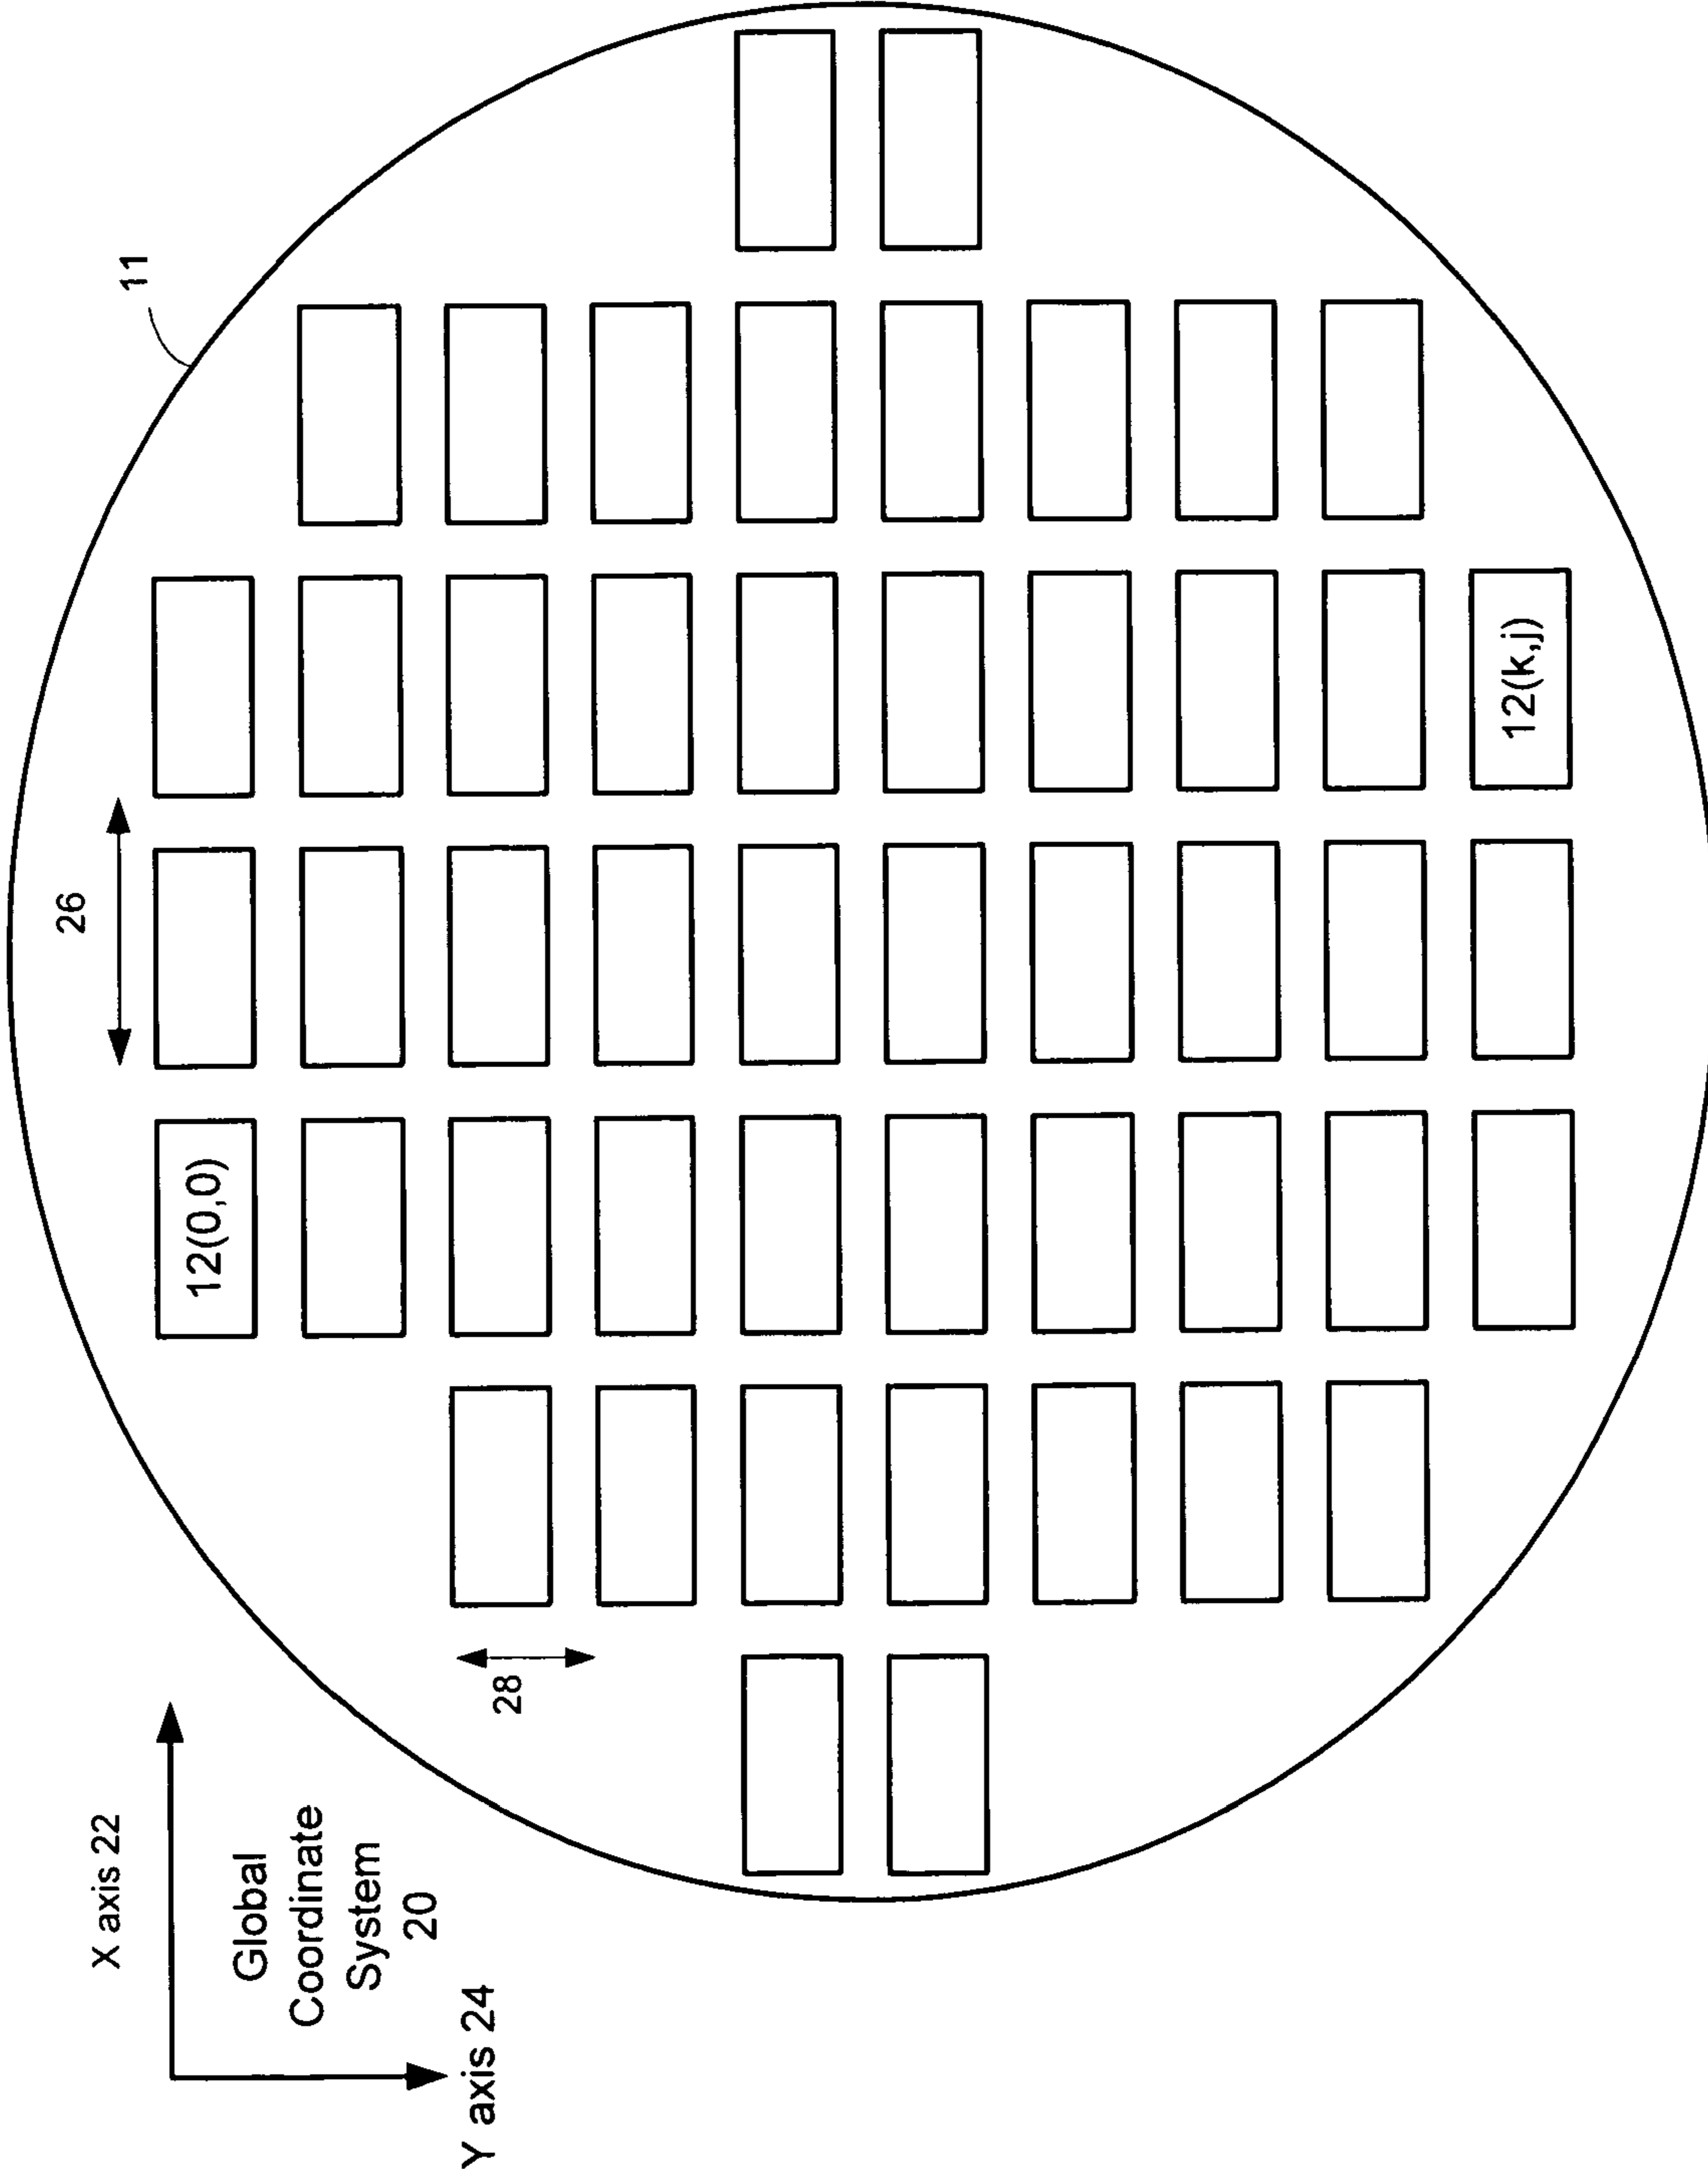 X axis 22
Global
Coordinate
System
20
Y axis 24
26
11
28
12(0,0)
12(k,j)